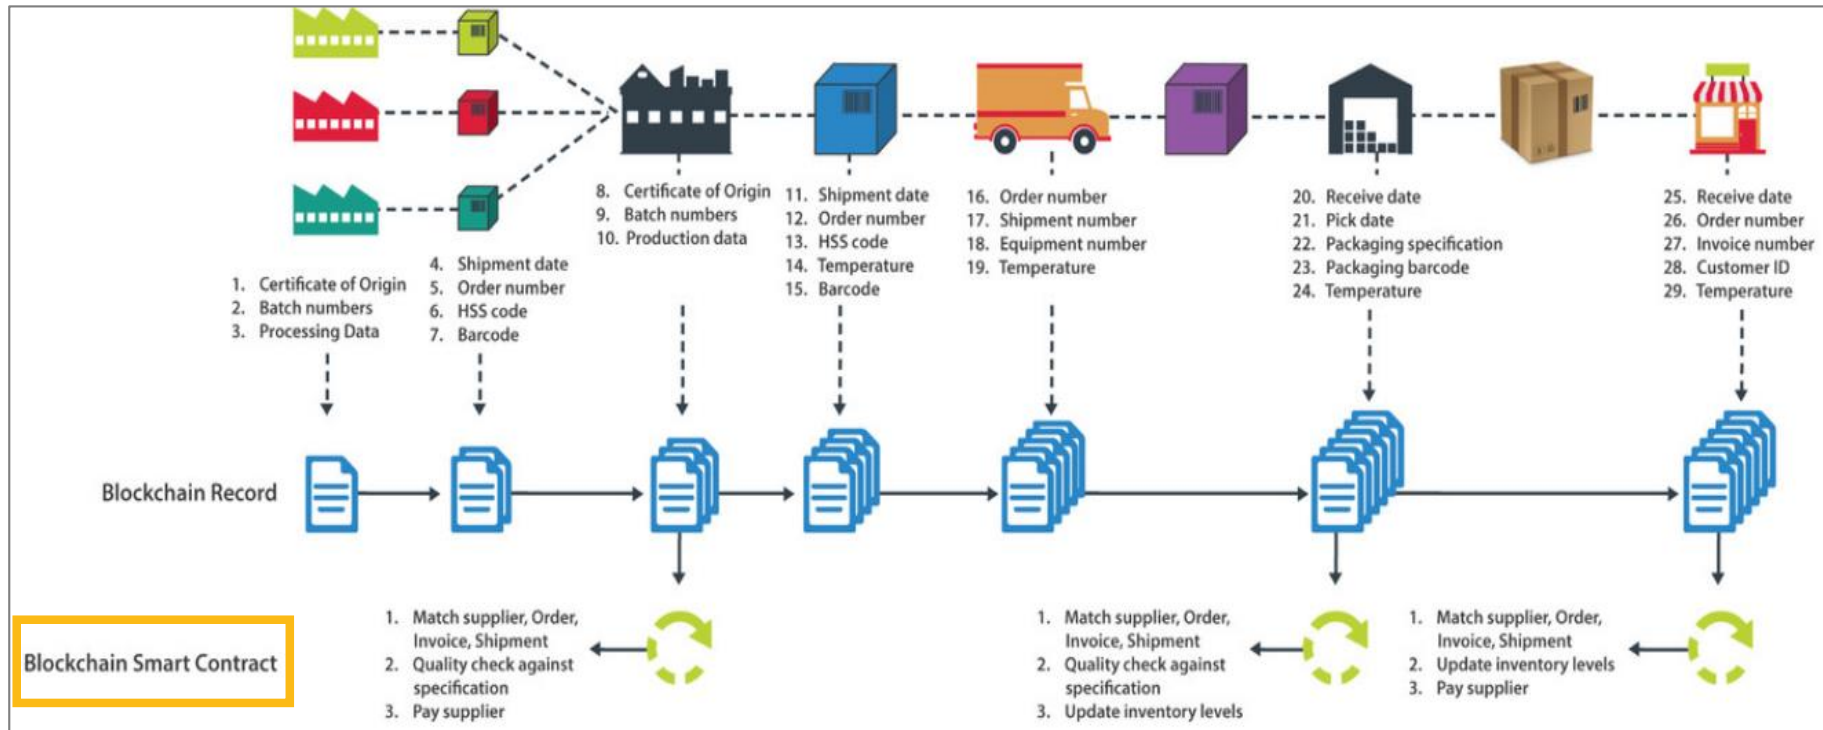 1. Certificate of Origin
2. Batch numbers
3. Processing Data
4. Shipment date
5. Order number
6. HSS code
7. Barcode
8. Certificate of Origin
9. Batch numbers
10. Production data
11. Shipment date
12. Order number
13. HSS code
14. Temperature
15. Barcode
16. Order number
17. Shipment number
18. Equipment number
19. Temperature
20. Receive date
21. Pick date
22. Packaging specification
23. Packaging barcode
24. Temperature
25. Receive date
26. Order number
27. Invoice number
28. Customer ID
29. Temperature
Blockchain Record
Blockchain Smart Contract
1. Match supplier, Order,
Invoice, Shipment
2. Quality check against
specification
3. Pay supplier
1. Match supplier, Order,
Invoice, Shipment
2. Quality check against
specification
3. Update inventory levels
1. Match supplier, Order,
Invoice, Shipment
2. Update inventory levels
3. Pay supplier